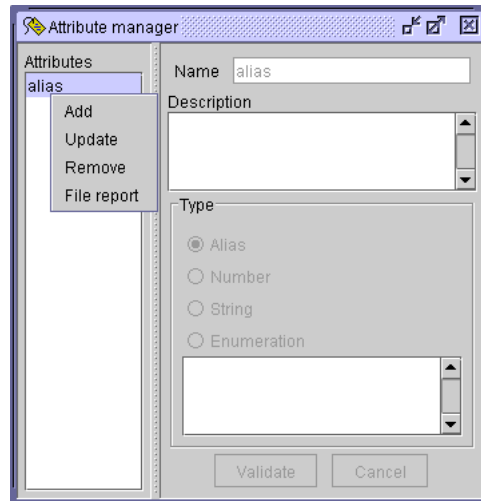 Attribute manager
Attributes
alias
Add
Update
Remove
File report
Name alias
Description
Type
Alias
Number
String
Enumeration
Validate Cancel